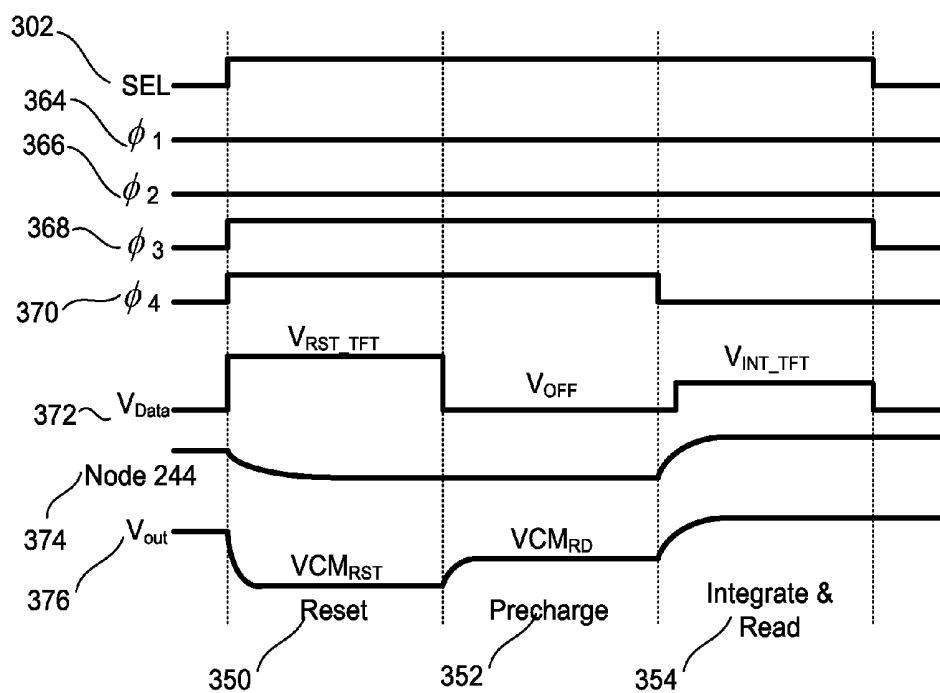 302
SEL
364
ϕ 1
366
ϕ 2
368
ϕ 3
370
ϕ 4
V_RST_TFT
V_OFF
V_INT_TFT
372
V_Data
Node 244
374
V_out
VCM_RST
VCM_RD
376
Reset
Precharge
Integrate &
Read
350
352
354